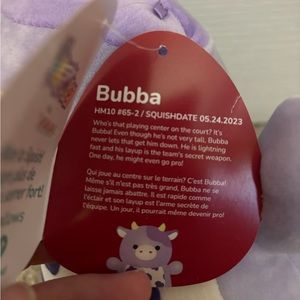 Bubba
HM10 #65-2 / SQUISHDATE 05.24.2023
Who's that playing center on the court? It's
Bubba! Even though he's not very tall, Bubba
never lets that get him down. He is lightning
fast and his layup is the team's secret weapon.
One day, he might even go pro!
Qui joue au centre sur le terrain? C'est Bubba!
Même s'il n'est pas très grand, Bubba ne se
laisse jamais abattre. Il est rapide comme
l'éclair et son layup est l'arme secrète de
l'équipe. Un jour, il pourrait même devenir pro!